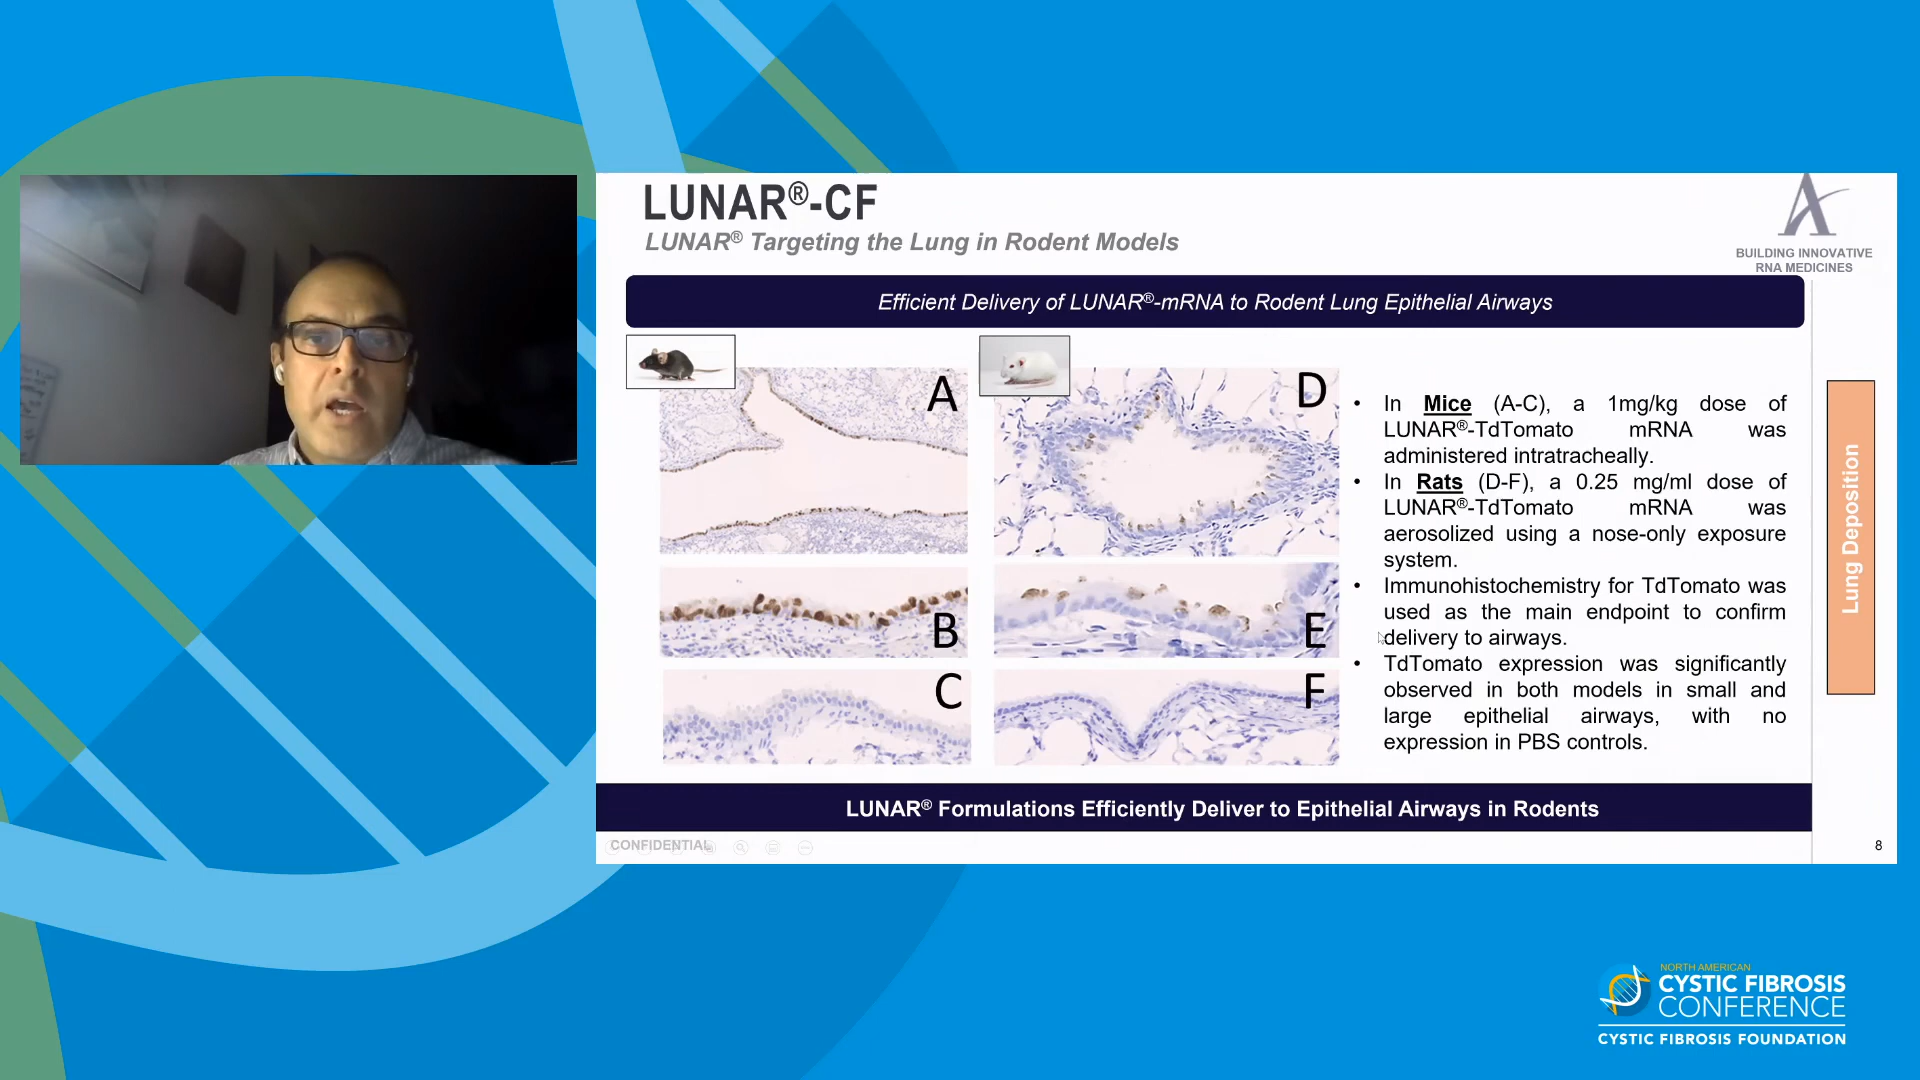 LUNAR®-CF
LUNAR® Targeting the Lung in Rodent Models
BUILDING INNOVATIVE
RNA MEDICINES
Efficient Delivery of LUNAR®-mRNA to Rodent Lung Epithelial Airways
A
B
C
D
E
F
• In Mice (A-C), a 1mg/kg dose of
LUNAR®-TdTomato mRNA was
administered intratracheally.
• In Rats (D-F), a 0.25 mg/ml dose of
LUNAR®-TdTomato mRNA was
aerosolized using a nose-only exposure
system.
• Immunohistochemistry for TdTomato was
used as the main endpoint to confirm
delivery to airways.
• TdTomato expression was significantly
observed in both models in small and
large epithelial airways, with no
expression in PBS controls.
Lung Deposition
LUNAR® Formulations Efficiently Deliver to Epithelial Airways in Rodents
CONFIDENTIAL
8
NORTH AMERICAN
CYSTIC FIBROSIS
CONFERENCE
CYSTIC FIBROSIS FOUNDATION